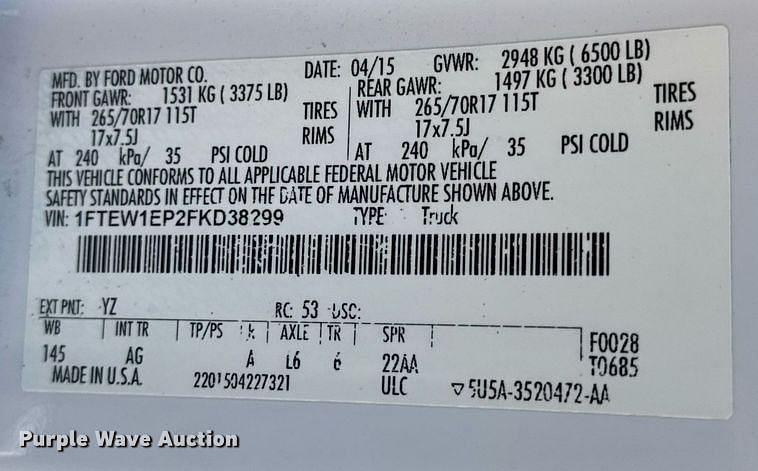 MFD. BY FORD MOTOR CO. DATE: 04/15 GVWR: 2948 KG ( 6500 LB)
FRONT GAWR: 1531 KG ( 3375 LB) REAR GAWR: 1497 KG ( 3300 LB)
WITH 265/70R17 115T TIRES WITH 265/70R17 115T TIRES
17x7.5J RIMS 17x7.5J RIMS
AT 240 kPa/ 35 PSI COLD AT 240 kPa/ 35 PSI COLD
THIS VEHICLE CONFORMS TO ALL APPLICABLE FEDERAL MOTOR VEHICLE
SAFETY STANDARDS IN EFFECT ON THE DATE OF MANUFACTURE SHOWN ABOVE.
VIN: 1FTEW1EP2FKD38299 TYPE: Truck
EXT PNT: YZ RC: 53 DSO:
WB INT TR TP/PS R AXLE TR SPR F0028
145 AG A L6 6 22AA T0685
MADE IN U.S.A. 2201504227321 ULC 5U5A-3520472-AA
Purple Wave Auction